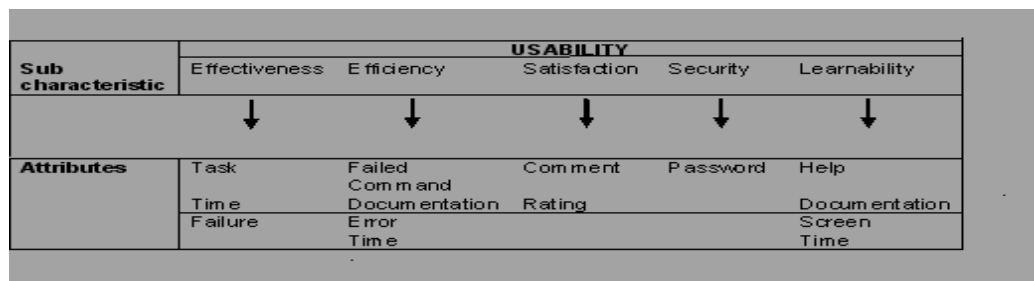 USABILITY
Sub Effectiveness Efficiency Satisfaction Security Learnability
characteristic
Attributes Task Failed Comment Password Help
Command
Time Documentation Rating Documentation
Failure Error Screen
Time Time